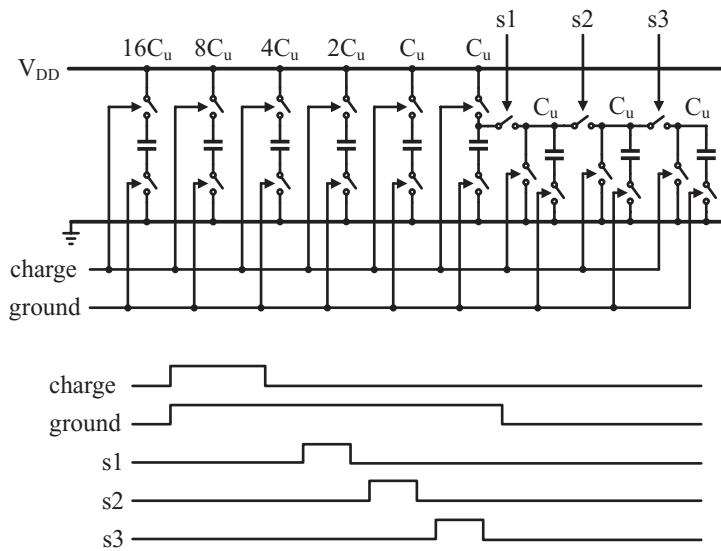 s1 s2 s3
16Cu 8Cu 4Cu 2Cu Cu Cu
VDD
Cu Cu Cu
charge
ground
charge
ground
s1
s2
s3